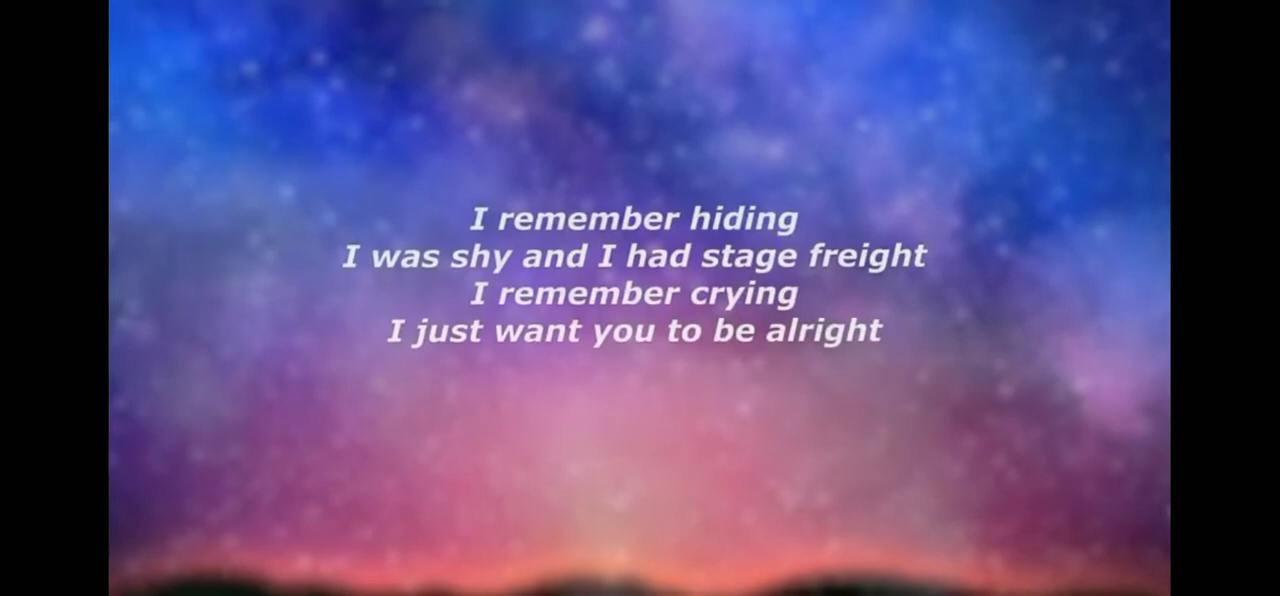 I remember hiding
I was shy and I had stage freight
I remember crying
I just want you to be alright